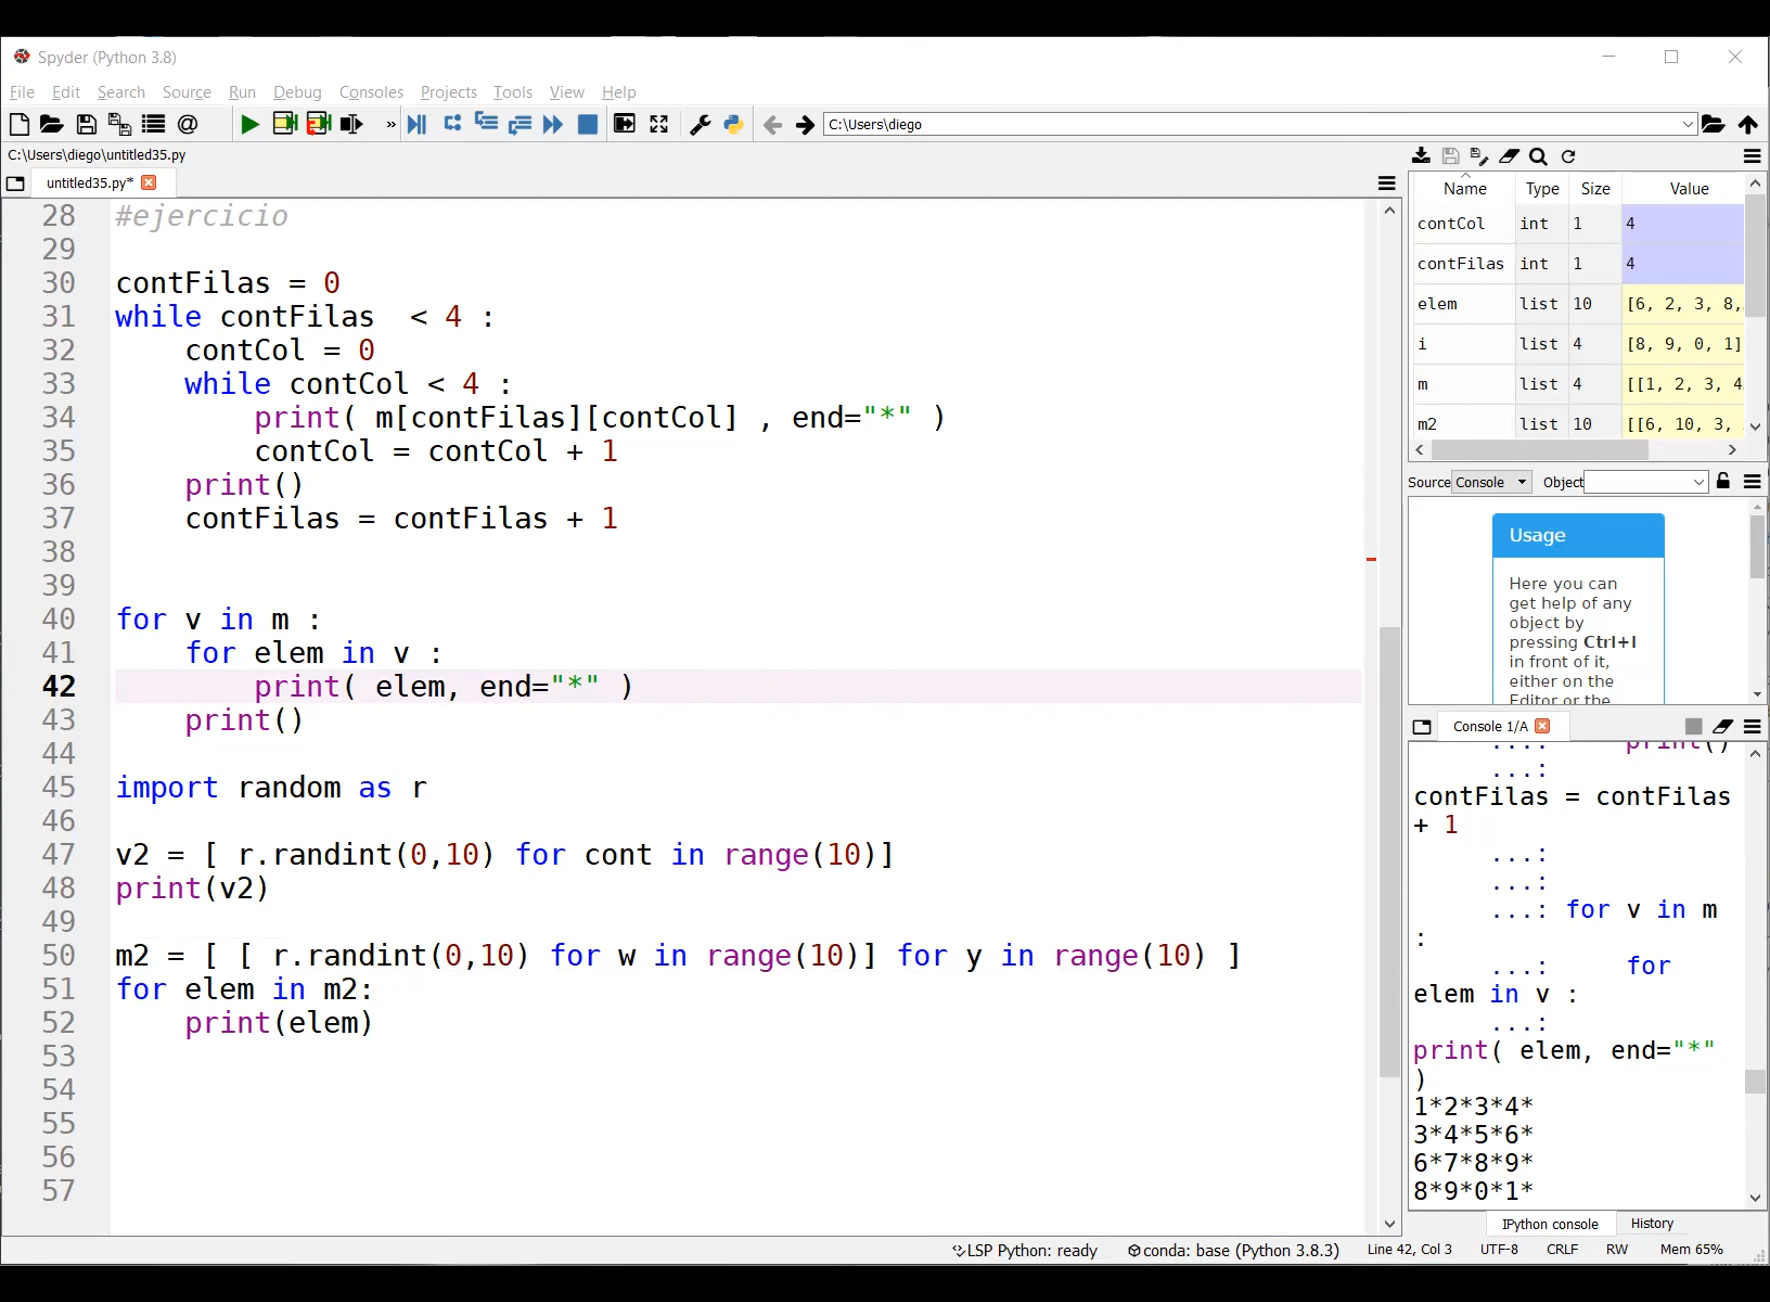 Spyder (Python 3.8)
File Edit Search Source Run Debug Consoles Projects Tools View Help
C:\Users\diego
C:\Users\diego\untitled35.py
untitled35.py*
28 #ejercicio
29
30 contFilas = 0
31 while contFilas  < 4 :
32     contCol = 0
33     while contCol < 4 :
34         print( m[contFilas][contCol] , end="*" )
35         contCol = contCol + 1
36     print()
37     contFilas = contFilas + 1
38
39
40 for v in m :
41     for elem in v :
42         print( elem, end="*" )
43     print()
44
45 import random as r
46
47 v2 = [ r.randint(0,10) for cont in range(10)]
48 print(v2)
49
50 m2 = [ [ r.randint(0,10) for w in range(10)] for y in range(10) ]
51 for elem in m2:
52     print(elem)
53
54
55
56
57
Name Type Size Value
contCol int 1 4
contFilas int 1 4
elem list 10 [6, 2, 3, 8,
i list 4 [8, 9, 0, 1]
m list 4 [[1, 2, 3, 4
m2 list 10 [[6, 10, 3,
Source Console Object
Usage
Here you can
get help of any
object by
pressing Ctrl+I
in front of it,
either on the
Editor or the
Console 1/A
...: print()
...:
contFilas = contFilas
+ 1
...:
...:
...: for v in m
:
...: for
elem in v :
...:
print( elem, end="*"
)
1*2*3*4*
3*4*5*6*
6*7*8*9*
8*9*0*1*
IPython console History
LSP Python: ready conda: base (Python 3.8.3) Line 42, Col 3 UTF-8 CRLF RW Mem 65%